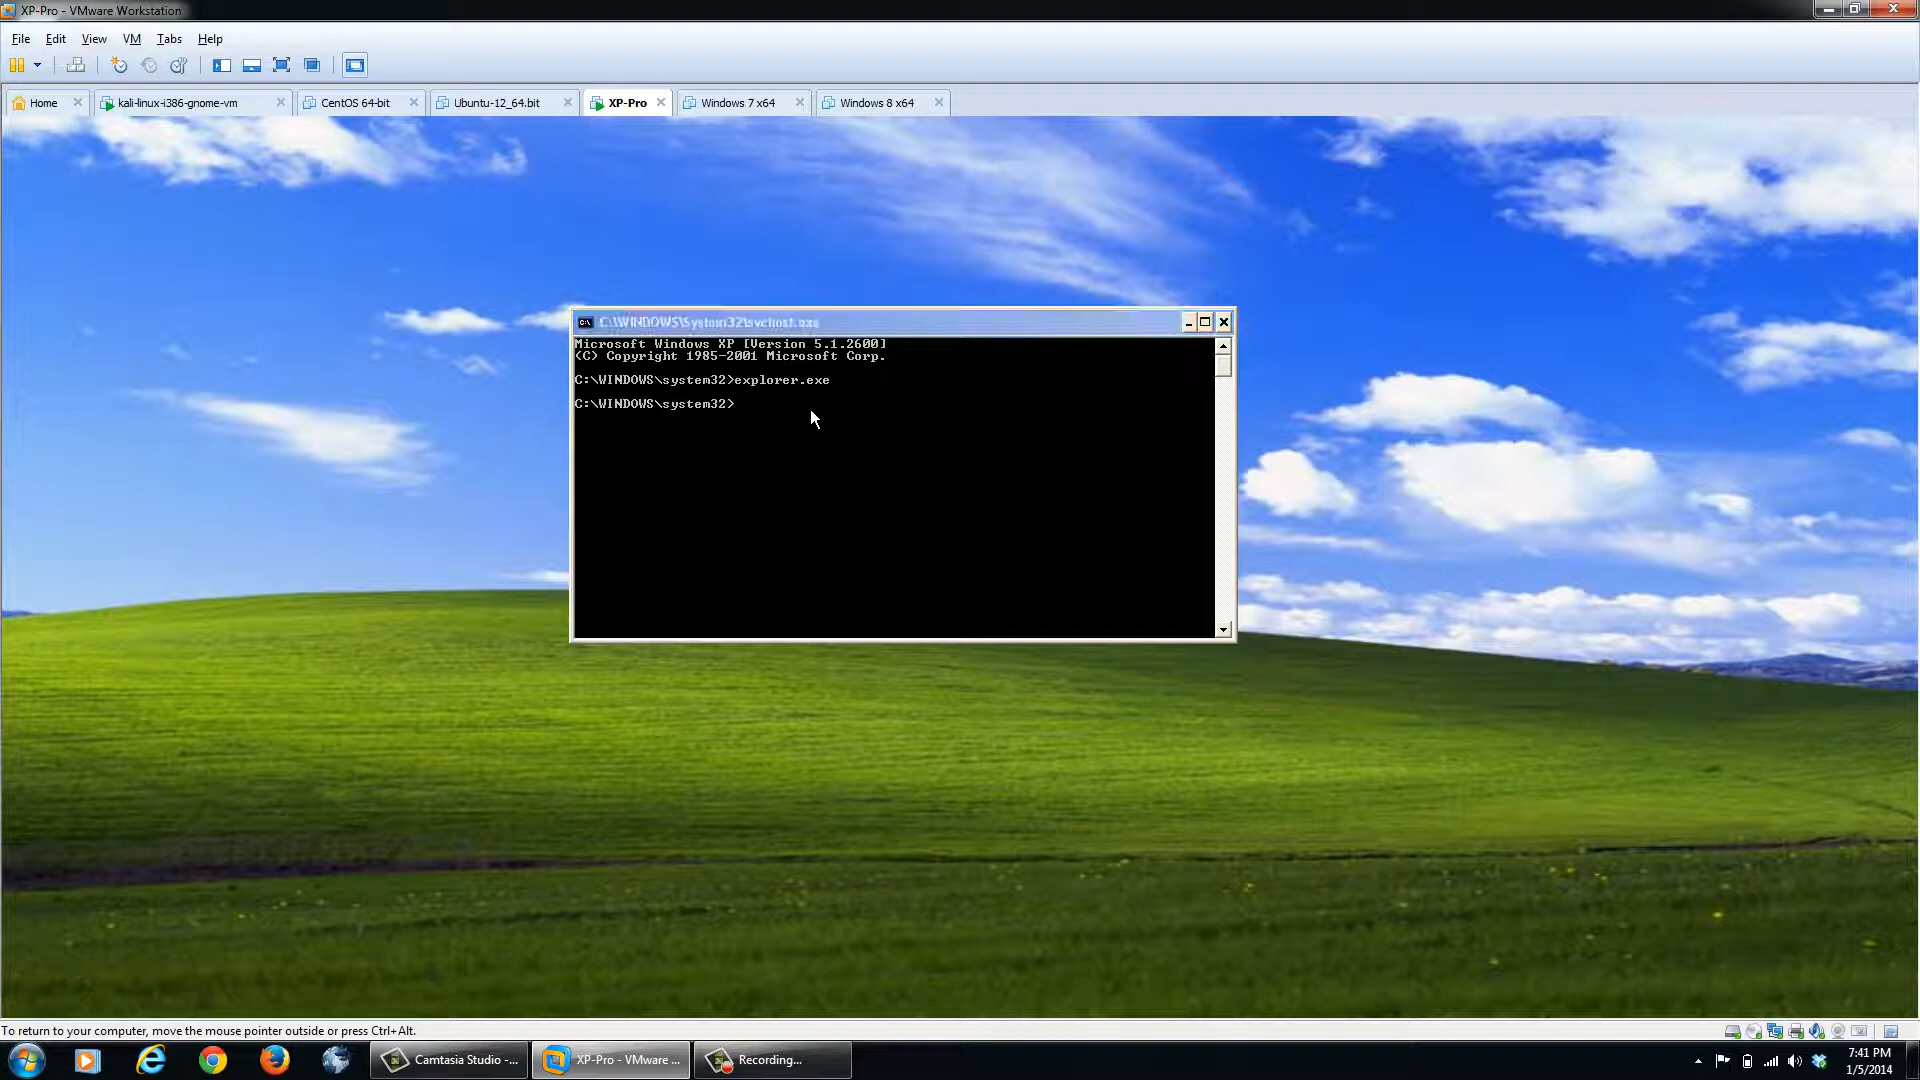 XP-Pro - VMware Workstation
File Edit View VM Tabs Help
Home kali-linux-i386-gnome-vm CentOS 64-bit Ubuntu-12_64.bit XP-Pro Windows 7 x64 Windows 8 x64
C:\WINDOWS\System32\svchost.exe
Microsoft Windows XP [Version 5.1.2600]
(C) Copyright 1985-2001 Microsoft Corp.
C:\WINDOWS\system32>explorer.exe
C:\WINDOWS\system32>
To return to your computer, move the mouse pointer outside or press Ctrl+Alt.
Camtasia Studio -... XP-Pro - VMware ... Recording...
7:41 PM
1/5/2014